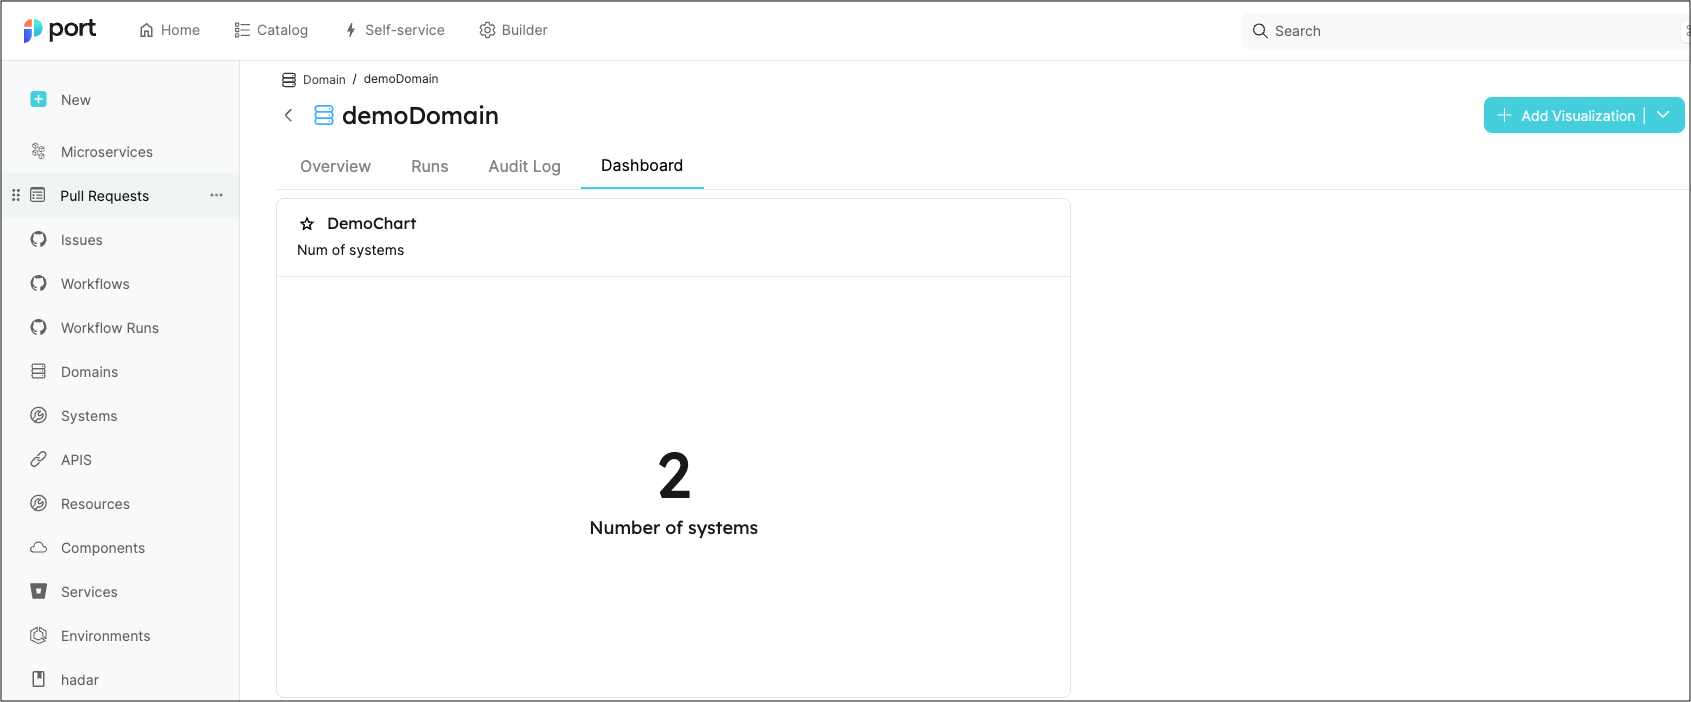 port
Home
Catalog
Self-service
Builder
Search
New
Microservices
Pull Requests
Issues
Workflows
Workflow Runs
Domains
Systems
APIS
Resources
Components
Services
Environments
hadar
Domain / demoDomain
demoDomain
Add Visualization
Overview
Runs
Audit Log
Dashboard
DemoChart
Num of systems
2
Number of systems